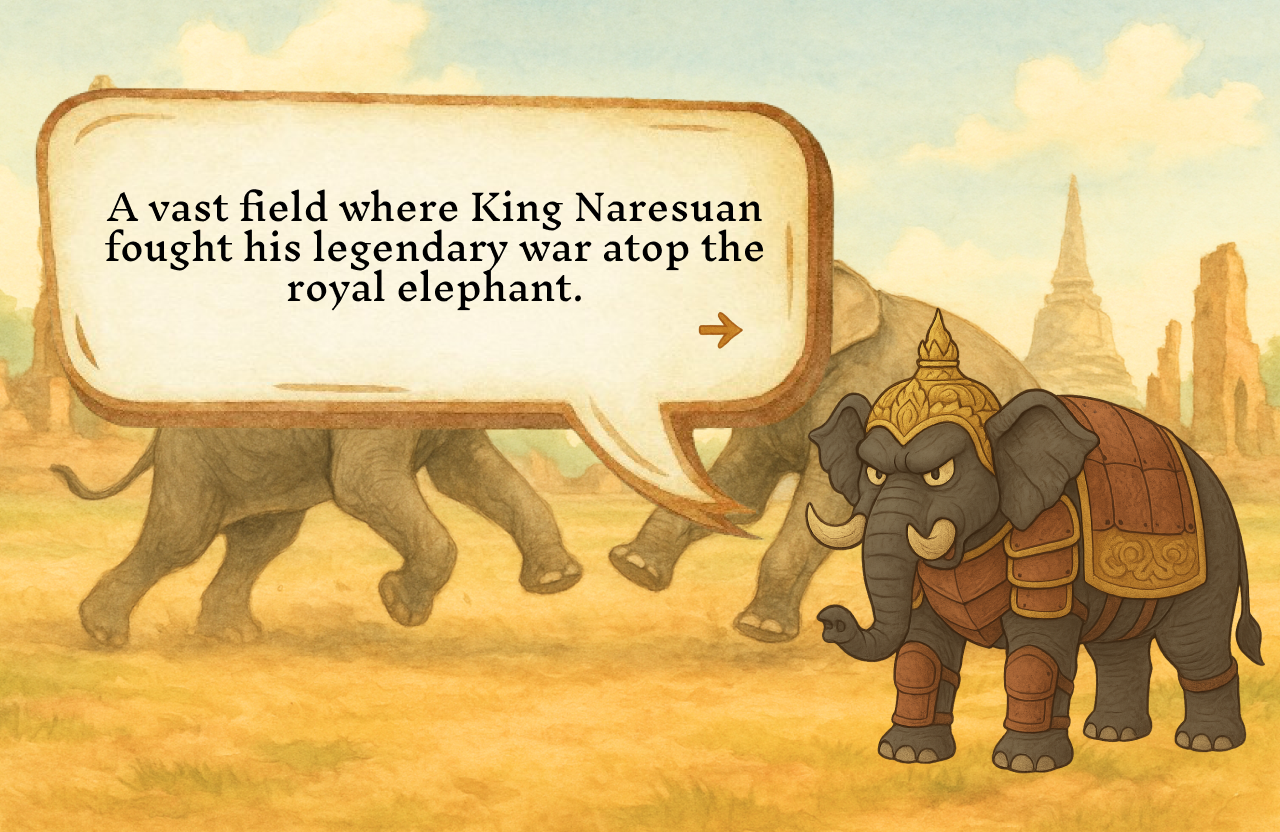 A vast field where King Naresuan
fought his legendary war atop the
royal elephant.